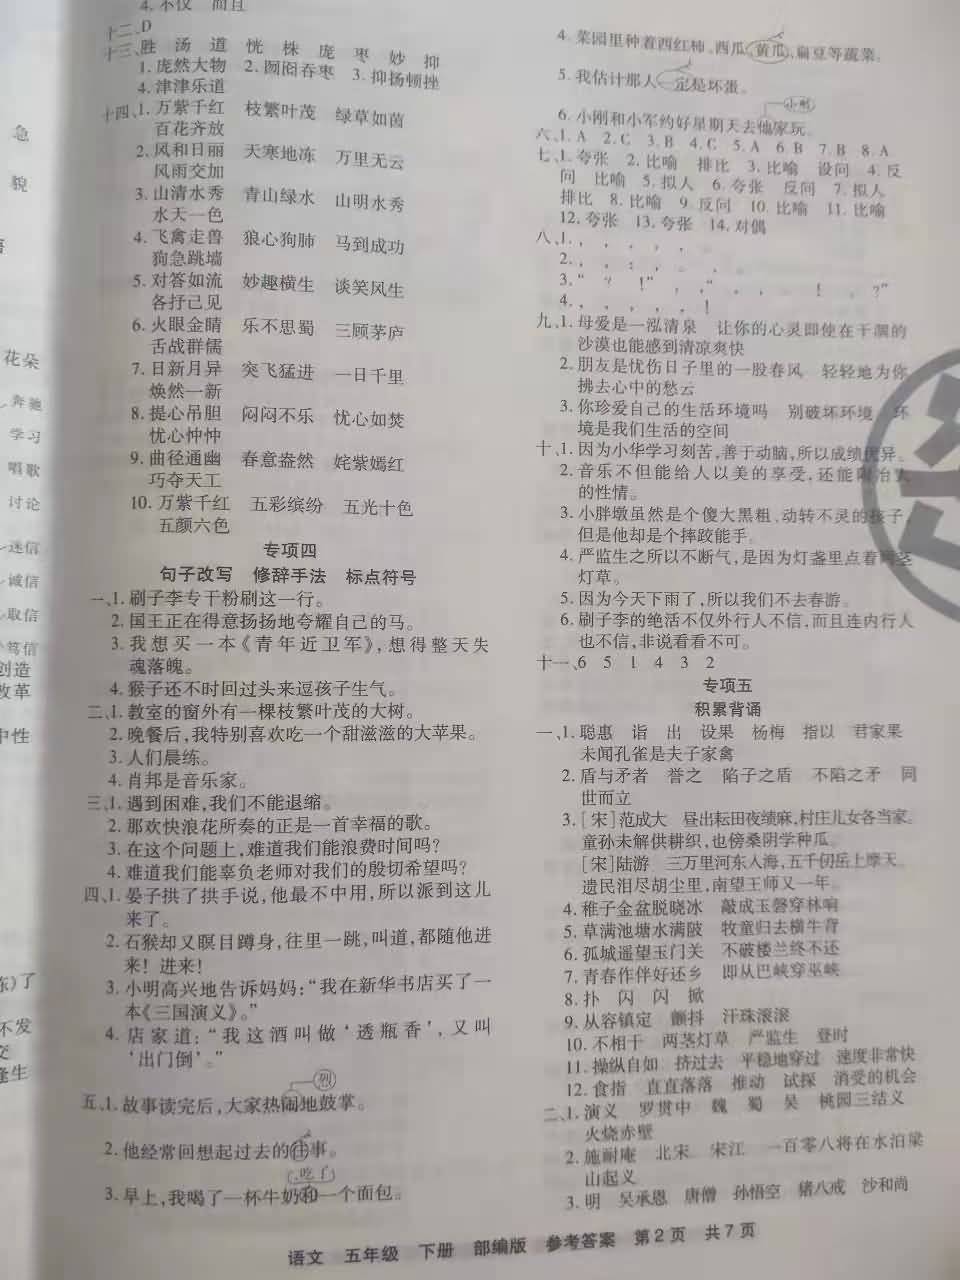 急
貌
花朵
奔驰
学习
唱歌
讨论
迷信
诚信
取信
笃信
创造
改革
中性
4. 不仅 而且
十二、D
十三、胜 汤 道 恍 株 庞 枣 妙 抑
1. 庞然大物 2. 囫囵吞枣 3. 抑扬顿挫
4. 津津乐道
十四、1. 万紫千红 枝繁叶茂 绿草如茵
百花齐放
2. 风和日丽 天寒地冻 万里无云
风雨交加
3. 山清水秀 青山绿水 山明水秀
水天一色
4. 飞禽走兽 狼心狗肺 马到成功
狗急跳墙
5. 对答如流 妙趣横生 谈笑风生
各抒己见
6. 火眼金睛 乐不思蜀 三顾茅庐
舌战群儒
7. 日新月异 突飞猛进 一日千里
焕然一新
8. 提心吊胆 闷闷不乐 忧心如焚
忧心忡忡
9. 曲径通幽 春意盎然 姹紫嫣红
巧夺天工
10. 万紫千红 五彩缤纷 五光十色
五颜六色
专项四
句子改写 修辞手法 标点符号
一、1. 刷子李专干粉刷这一行。
2. 国王正在得意扬扬地夸耀自己的马。
3. 我想买一本《青年近卫军》,想得整天失
魂落魄。
4. 猴子还不时回过头来逗孩子生气。
二、1. 教室的窗外有一棵枝繁叶茂的大树。
2. 晚餐后,我特别喜欢吃一个甜滋滋的大苹果。
3. 人们晨练。
4. 肖邦是音乐家。
三、1. 遇到困难,我们不能退缩。
2. 那欢快浪花所奏的正是一首幸福的歌。
3. 在这个问题上,难道我们能浪费时间吗?
4. 难道我们能辜负老师对我们的殷切希望吗?
四、1. 晏子拱了拱手说,他最不中用,所以派到这儿
来了。
2. 石猴却又瞑目蹲身,往里一跳,叫道,都随他进
来! 进来!
3. 小明高兴地告诉妈妈:“我在新华书店买了一
本《三国演义》。”
4. 店家道:“我这酒叫做‘透瓶香’,又叫
‘出门倒’。”
烈
五、1. 故事读完后,大家热闹地鼓掌。
2. 他经常回想起过去的往事。
,吃了
3. 早上,我喝了一杯牛奶和一个面包。
4. 菜园里种着西红柿、西瓜、黄瓜、扁豆等蔬菜。
5. 我估计那人一定是坏蛋。
小刚
6. 小刚和小军约好星期天去他家玩。
六、1. A 2. C 3. B 4. C 5. A 6. B 7. B 8. A
七、1. 夸张 2. 比喻 排比 3. 比喻 设问 4. 反
问 比喻 5. 拟人 6. 夸张 反问 7. 拟人
排比 8. 比喻 9. 反问 10. 比喻 11. 比喻
12. 夸张 13. 夸张 14. 对偶
八、1. , , , , 。
2. , , : , 。
3. “ ? !” , ,“ , 。 ! , ?”
4. , , , , !
九、1. 母爱是一泓清泉 让你的心灵即使在干涸的
沙漠也能感到清凉爽快
2. 朋友是忧伤日子里的一股春风 轻轻地为你
拂去心中的愁云
3. 你珍爱自己的生活环境吗 别破坏环境 环
境是我们生活的空间
十、1. 因为小华学习刻苦,善于动脑,所以成绩优异。
2. 音乐不但能给人以美的享受,还能陶冶人
的性情。
3. 小胖墩虽然是个傻大黑粗、动转不灵的孩子,
但是他却是个摔跤能手。
4. 严监生之所以不断气,是因为灯盏里点着两茎
灯草。
5. 因为今天下雨了,所以我们不去春游。
6. 刷子李的绝活不仅外行人不信,而且连内行人
也不信,非说看看不可。
十一、6 5 1 4 3 2
专项五
积累背诵
一、1. 聪惠 诣 出 设果 杨梅 指以 君家果
未闻孔雀是夫子家禽
2. 盾与矛者 誉之 陷子之盾 不陷之矛 同
世而立
3. [宋]范成大 昼出耘田夜绩麻,村庄儿女各当家。
童孙未解供耕织,也傍桑阴学种瓜。
[宋]陆游 三万里河东入海,五千仞岳上摩天。
遗民泪尽胡尘里,南望王师又一年。
4. 稚子金盆脱晓冰 敲成玉磬穿林响
5. 草满池塘水满陂 牧童归去横牛背
6. 孤城遥望玉门关 不破楼兰终不还
7. 青春作伴好还乡 即从巴峡穿巫峡
8. 扑 闪 闪 掀
9. 从容镇定 颤抖 汗珠滚滚
10. 不相干 两茎灯草 严监生 登时
11. 操纵自如 挤过去 平稳地穿过 速度非常快
12. 食指 直直落落 推动 试探 消受的机会
二、1. 演义 罗贯中 魏 蜀 吴 桃园三结义
火烧赤壁
2. 施耐庵 北宋 宋江 一百零八将在水泊梁
山起义
3. 明 吴承恩 唐僧 孙悟空 猪八戒 沙和尚
语文 五年级 下册 部编版 参考答案 第2页 共7页